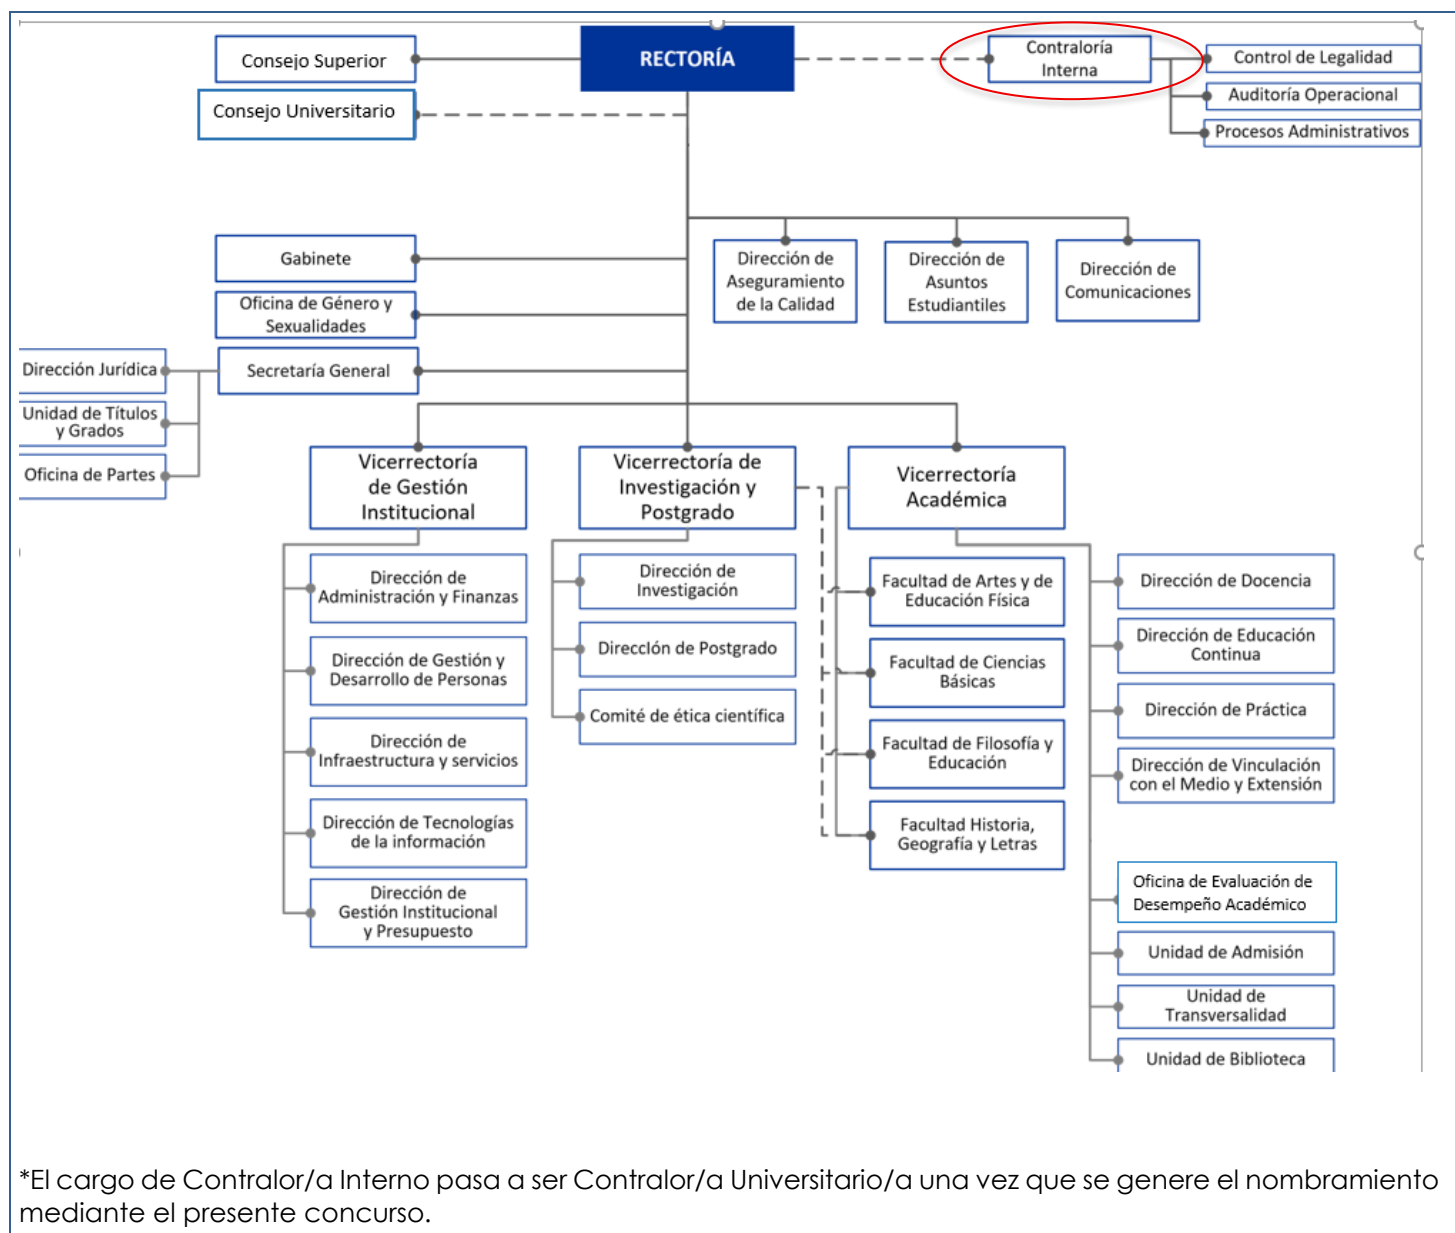 Consejo Superior
RECTORÍA
Contraloría
Interna
Control de Legalidad
Consejo Universitario
Auditoría Operacional
Procesos Administrativos
Gabinete
Dirección de
Aseguramiento
de la Calidad
Dirección de
Asuntos
Estudiantiles
Dirección de
Comunicaciones
Oficina de Género y
Sexualidades
Dirección Jurídica
Secretaría General
Unidad de Títulos
y Grados
Oficina de Partes
Vicerrectoría
de Gestión
Institucional
Vicerrectoría de
Investigación y
Postgrado
Vicerrectoría
Académica
Dirección de
Administración y Finanzas
Dirección de Gestión y
Desarrollo de Personas
Dirección de
Infraestructura y servicios
Dirección de Tecnologías
de la información
Dirección de
Gestión Institucional
y Presupuesto
Dirección de
Investigación
Dirección de Postgrado
Comité de ética científica
Facultad de Artes y de
Educación Física
Facultad de Ciencias
Básicas
Facultad de Filosofía y
Educación
Facultad Historia,
Geografía y Letras
Dirección de Docencia
Dirección de Educación
Continua
Dirección de Práctica
Dirección de Vinculación
con el Medio y Extensión
Oficina de Evaluación de
Desempeño Académico
Unidad de Admisión
Unidad de
Transversalidad
Unidad de Biblioteca
*El cargo de Contralor/a Interno pasa a ser Contralor/a Universitario/a una vez que se genere el nombramiento
mediante el presente concurso.